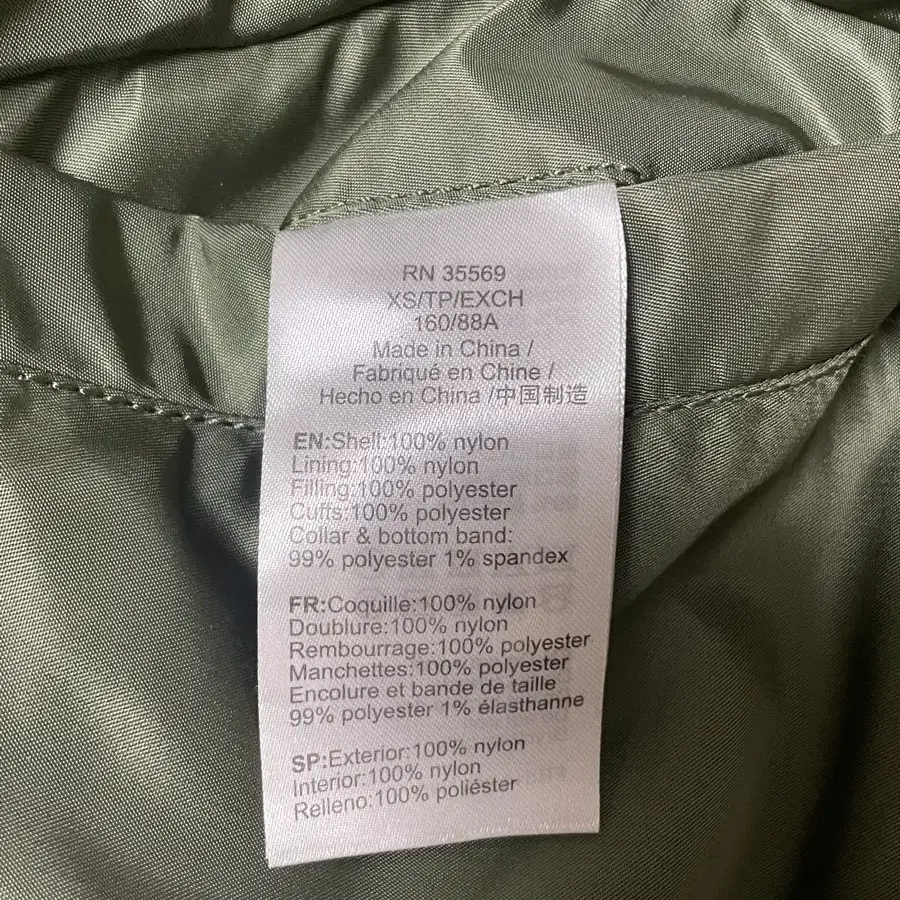 RN 35569
XS/TP/EXCH
160/88A
Made in China /
Fabriqué en Chine /
Hecho en China /中国制造
EN:Shell:100% nylon
Lining:100% nylon
Filling:100% polyester
Cuffs:100% polyester
Collar & bottom band:
99% polyester 1% spandex
FR:Coquille:100% nylon
Doublure:100% nylon
Rembourrage:100% polyester
Manchettes:100% polyester
Encolure et bande de taille
99% polyester 1% élasthanne
SP:Exterior:100% nylon
Interior:100% nylon
Relleno:100% poliéster